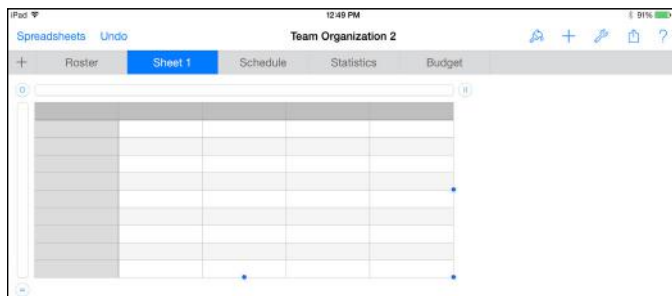 iPad 12:49 PM 91%
Spreadsheets Undo Team Organization 2 + ?
+ Roster Sheet 1 Schedule Statistics Budget